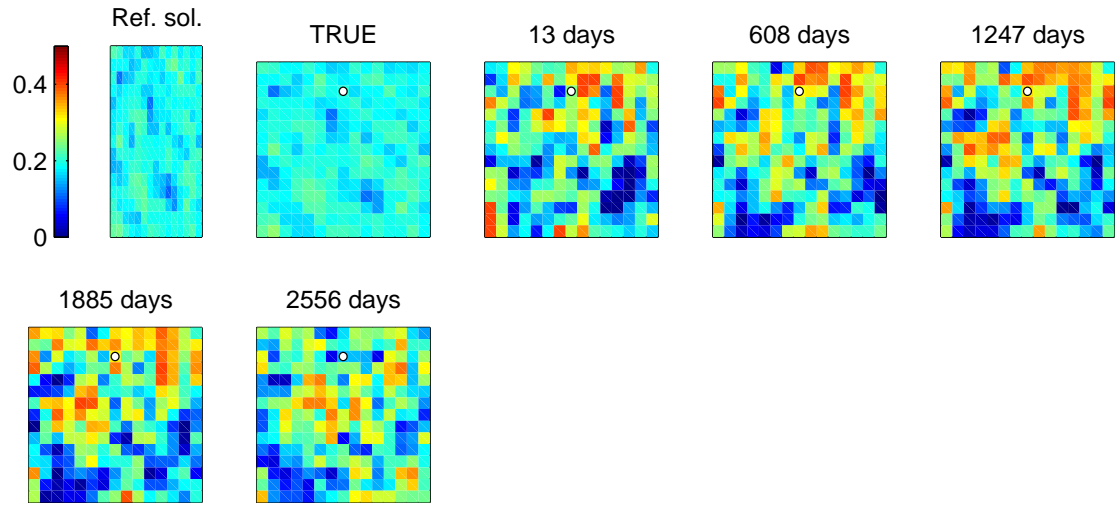 Ref. sol.
TRUE
13 days
608 days
1247 days
0.4
0.2
0
1885 days
2556 days